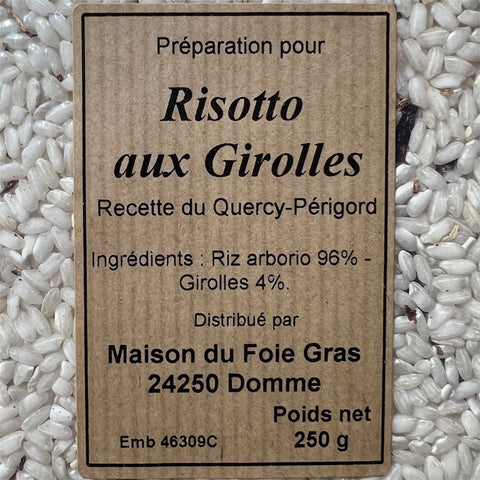 Préparation pour
Risotto
aux Girolles
Recette du Quercy-Périgord
Ingrédients : Riz arborio 96% -
Girolles 4%.
Distribué par
Maison du Foie Gras
24250 Domme
Poids net
Emb 46309C 250 g